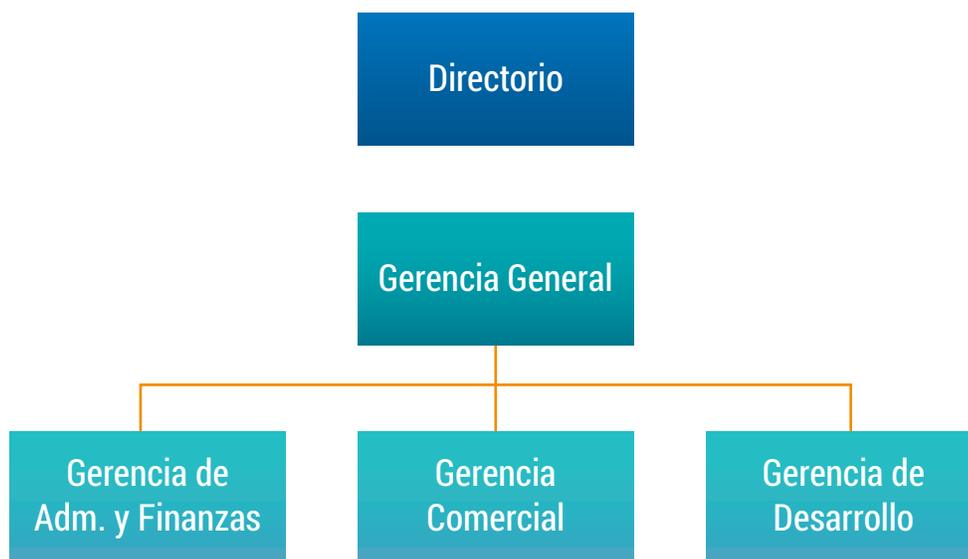 Directorio
Gerencia General
Gerencia de
Adm. y Finanzas
Gerencia
Comercial
Gerencia de
Desarrollo